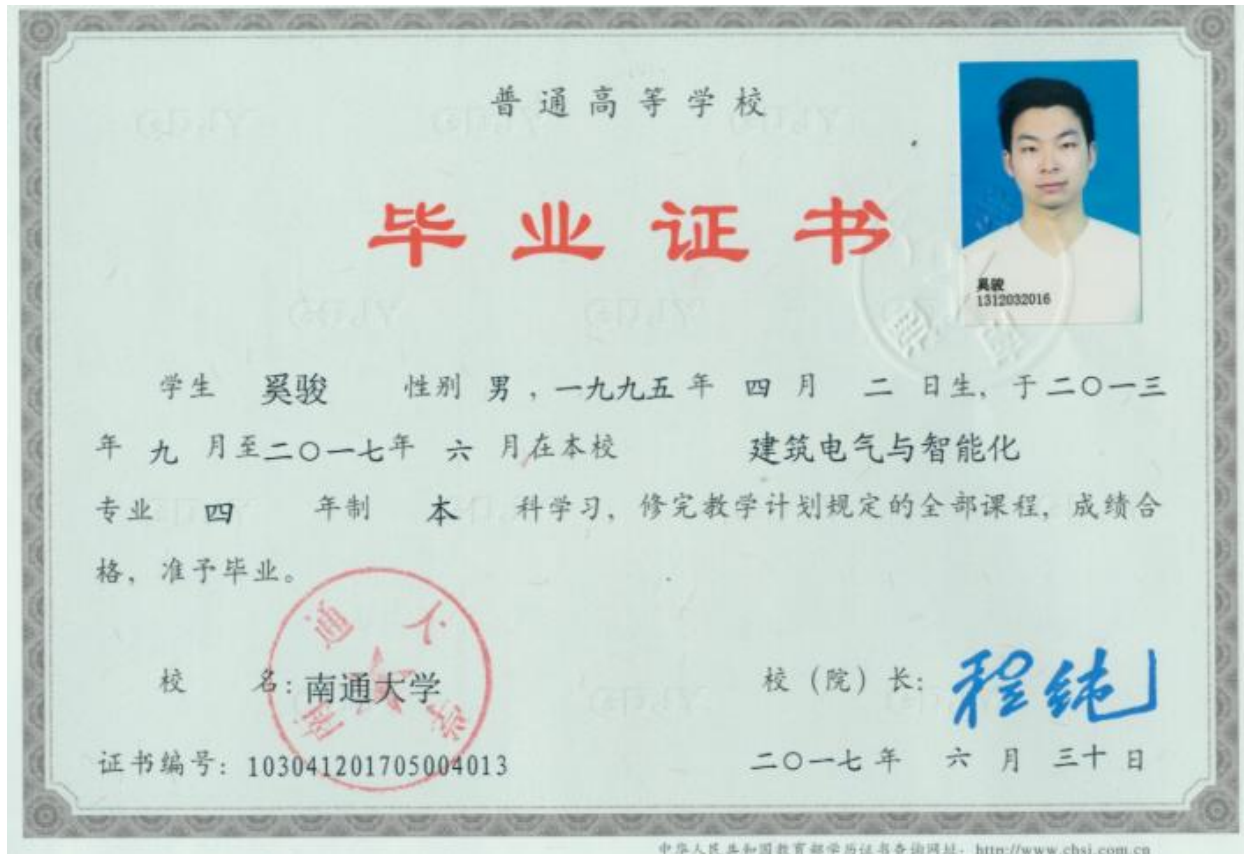 普通高等学校
毕业证书
奚骏
1312032016
学生 奚骏 性别 男，一九九五年 四 月 二 日生，于二〇一三
年 九 月至二〇一七年 六 月在本校 建筑电气与智能化
专业 四 年制 本 科学习，修完教学计划规定的全部课程，成绩合
格，准予毕业。
南通大学
校 名：南通大学
校（院）长：程纯
证书编号：103041201705004013
二〇一七年 六 月 三十 日
中华人民共和国教育部学历证书查询网址：http://www.chsi.com.cn